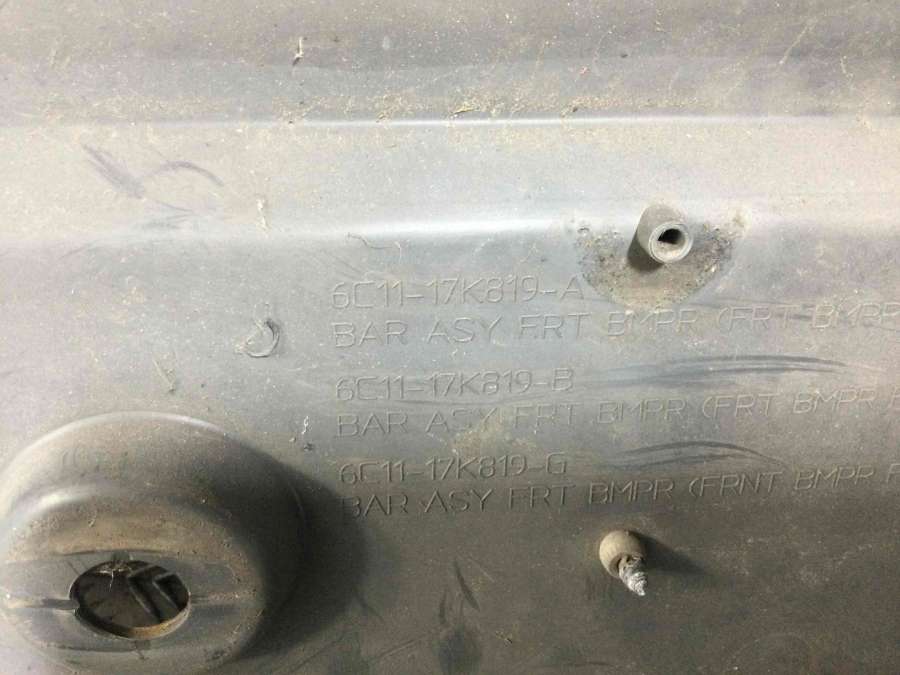 6C11-17K819-A
BAR ASY FRT BMPR (FRT BMPR
6C11-17K819-B
BAR ASY FRT BMPR (FRT BMPR
6C11-17K819-G
BAR ASY FRT BMPR (FRNT BMPR